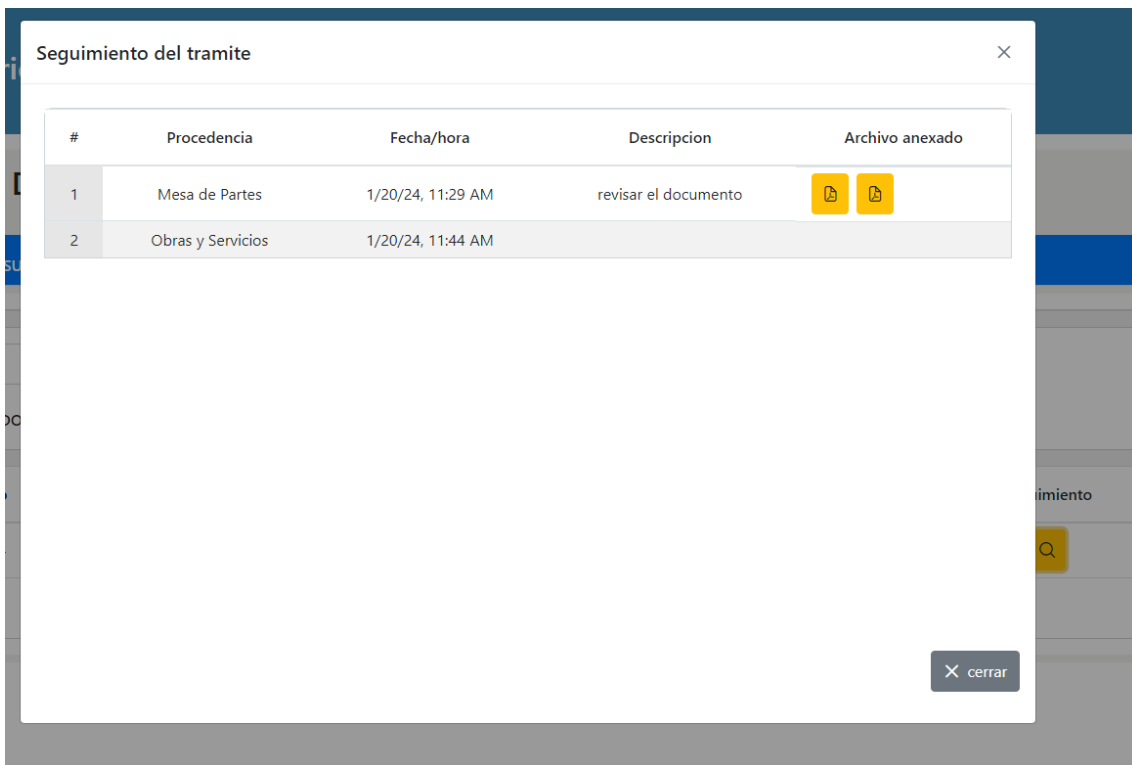 Seguimiento del tramite
# Procedencia Fecha/hora Descripcion Archivo anexado
1 Mesa de Partes 1/20/24, 11:29 AM revisar el documento
2 Obras y Servicios 1/20/24, 11:44 AM
cerrar